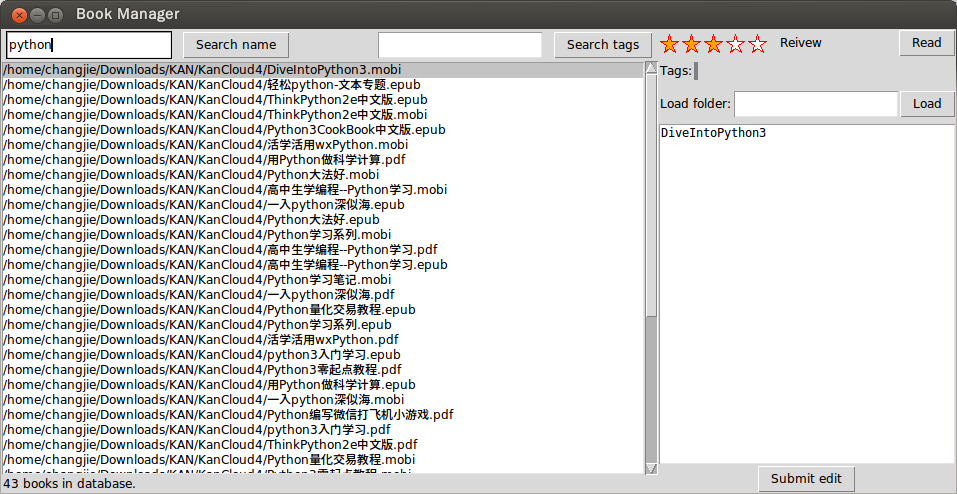 Book Manager
python Search name Search tags Reivew Read
Tags:
Load folder: Load
/home/changjie/Downloads/KAN/KanCloud4/DiveIntoPython3.mobi
/home/changjie/Downloads/KAN/KanCloud4/轻松python-文本专题.epub
/home/changjie/Downloads/KAN/KanCloud4/ThinkPython2e中文版.epub
/home/changjie/Downloads/KAN/KanCloud4/ThinkPython2e中文版.mobi
/home/changjie/Downloads/KAN/KanCloud4/Python3CookBook中文版.epub
/home/changjie/Downloads/KAN/KanCloud4/活学活用wxPython.mobi
/home/changjie/Downloads/KAN/KanCloud4/用Python做科学计算.pdf
/home/changjie/Downloads/KAN/KanCloud4/Python大法好.mobi
/home/changjie/Downloads/KAN/KanCloud4/高中生学编程--Python学习.mobi
/home/changjie/Downloads/KAN/KanCloud4/一入python深似海.epub
/home/changjie/Downloads/KAN/KanCloud4/Python大法好.epub
/home/changjie/Downloads/KAN/KanCloud4/Python学习系列.mobi
/home/changjie/Downloads/KAN/KanCloud4/高中生学编程--Python学习.pdf
/home/changjie/Downloads/KAN/KanCloud4/高中生学编程--Python学习.epub
/home/changjie/Downloads/KAN/KanCloud4/Python学习笔记.mobi
/home/changjie/Downloads/KAN/KanCloud4/一入python深似海.pdf
/home/changjie/Downloads/KAN/KanCloud4/Python量化交易教程.epub
/home/changjie/Downloads/KAN/KanCloud4/Python学习系列.epub
/home/changjie/Downloads/KAN/KanCloud4/活学活用wxPython.pdf
/home/changjie/Downloads/KAN/KanCloud4/python3入门学习.epub
/home/changjie/Downloads/KAN/KanCloud4/Python3零起点教程.pdf
/home/changjie/Downloads/KAN/KanCloud4/用Python做科学计算.epub
/home/changjie/Downloads/KAN/KanCloud4/一入python深似海.mobi
/home/changjie/Downloads/KAN/KanCloud4/Python编写微信打飞机小游戏.pdf
/home/changjie/Downloads/KAN/KanCloud4/python3入门学习.pdf
/home/changjie/Downloads/KAN/KanCloud4/ThinkPython2e中文版.pdf
/home/changjie/Downloads/KAN/KanCloud4/Python量化交易教程.mobi
/home/changjie/Downloads/KAN/KanCloud4/Python3零起点教程.mobi
DiveIntoPython3
Submit edit
43 books in database.